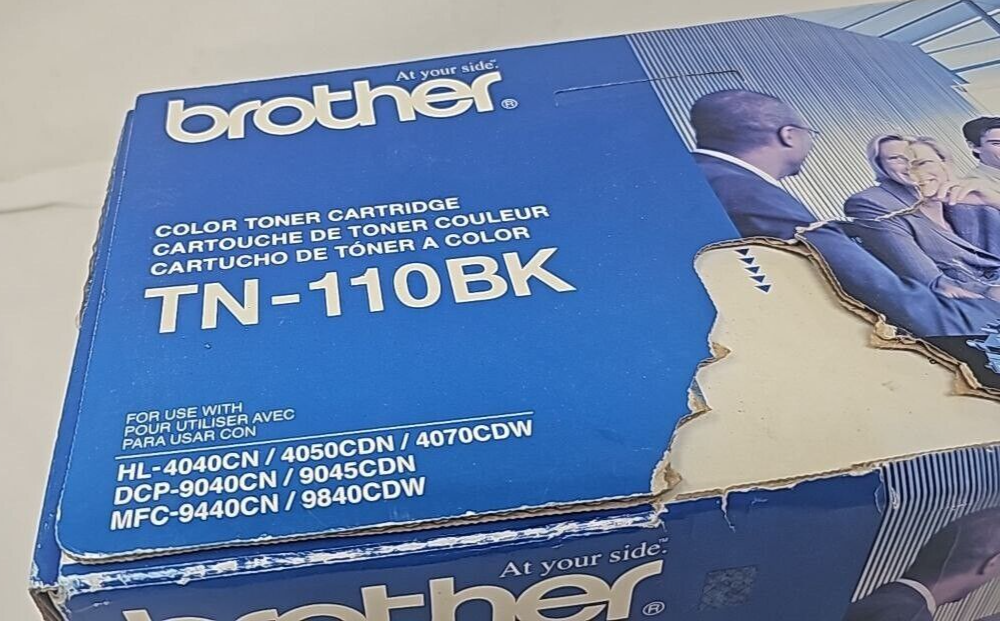 At your side.
brother®
COLOR TONER CARTRIDGE
CARTOUCHE DE TONER COULEUR
CARTUCHO DE TÓNER A COLOR
TN-110BK
FOR USE WITH
POUR UTILISER AVEC
PARA USAR CON
HL-4040CN / 4050CDN / 4070CDW
DCP-9040CN / 9045CDN
MFC-9440CN / 9840CDW
At your side.™
brother®